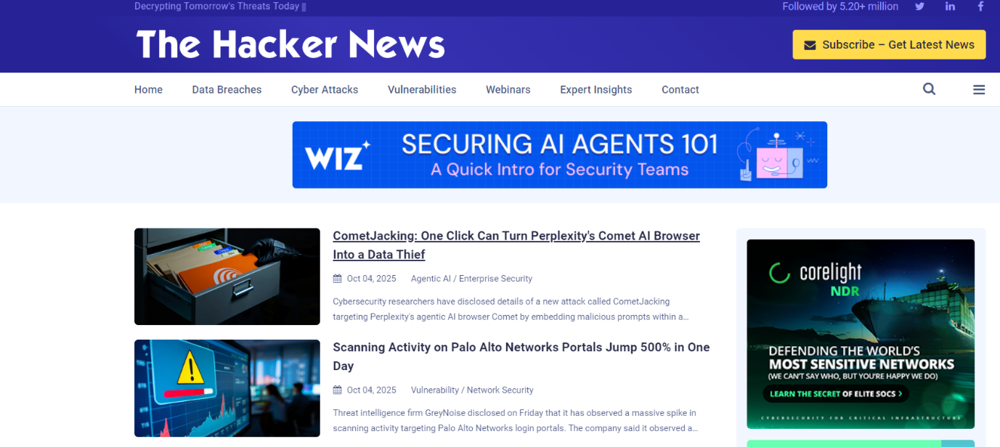 Decrypting Tomorrow's Threats Today
Followed by 5.20+ million
The Hacker News
Subscribe – Get Latest News
Home
Data Breaches
Cyber Attacks
Vulnerabilities
Webinars
Expert Insights
Contact
WIZ
SECURING AI AGENTS 101
A Quick Intro for Security Teams
CometJacking: One Click Can Turn Perplexity's Comet AI Browser
Into a Data Thief
Oct 04, 2025
Agentic AI / Enterprise Security
Cybersecurity researchers have disclosed details of a new attack called CometJacking
targeting Perplexity's agentic AI browser Comet by embedding malicious prompts within a...
Scanning Activity on Palo Alto Networks Portals Jump 500% in One
Day
Oct 04, 2025
Vulnerability / Network Security
Threat intelligence firm GreyNoise disclosed on Friday that it has observed a massive spike in
scanning activity targeting Palo Alto Networks login portals. The company said it observed a...
corelight
NDR
DEFENDING THE WORLD'S
MOST SENSITIVE NETWORKS
(WE CAN'T SAY WHO, BUT YOU'RE HAPPY WE DO)
LEARN THE SECRET OF ELITE SOCS >
CYBERSECURITY FOR CRITICAL INFRASTRUCTURE